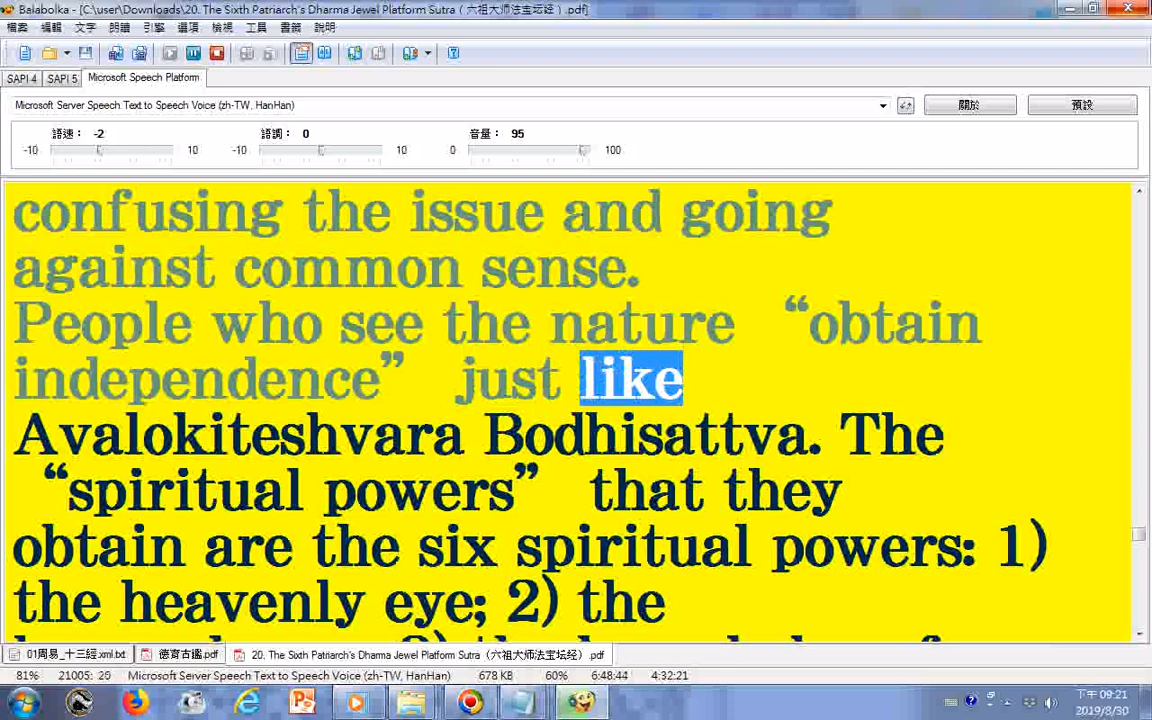 Balabolka - [C:\user\Downloads\20. The Sixth Patriarch's Dharma Jewel Platform Sutra（六祖大师法宝坛经）.pdf]
檔案 編輯 文字 朗讀 引擎 選項 檢視 工具 書籤 說明
SAPI 4 SAPI 5 Microsoft Speech Platform
Microsoft Server Speech Text to Speech Voice (zh-TW, HanHan) 關於 預設
語速： -2 語調： 0 音量： 95
-10 10 -10 10 0 100
confusing the issue and going
against common sense.
People who see the nature “obtain
independence” just like
Avalokiteshvara Bodhisattva. The
“spiritual powers” that they
obtain are the six spiritual powers: 1)
the heavenly eye; 2) the
01周易_十三經.xml.txt 德育古鑑.pdf 20. The Sixth Patriarch's Dharma Jewel Platform Sutra（六祖大师法宝坛经）.pdf
81% 21005: 20 Microsoft Server Speech Text to Speech Voice (zh-TW, HanHan) 678 KB 60% 6:48:44 4:32:21
下午 09:21
2019/8/30